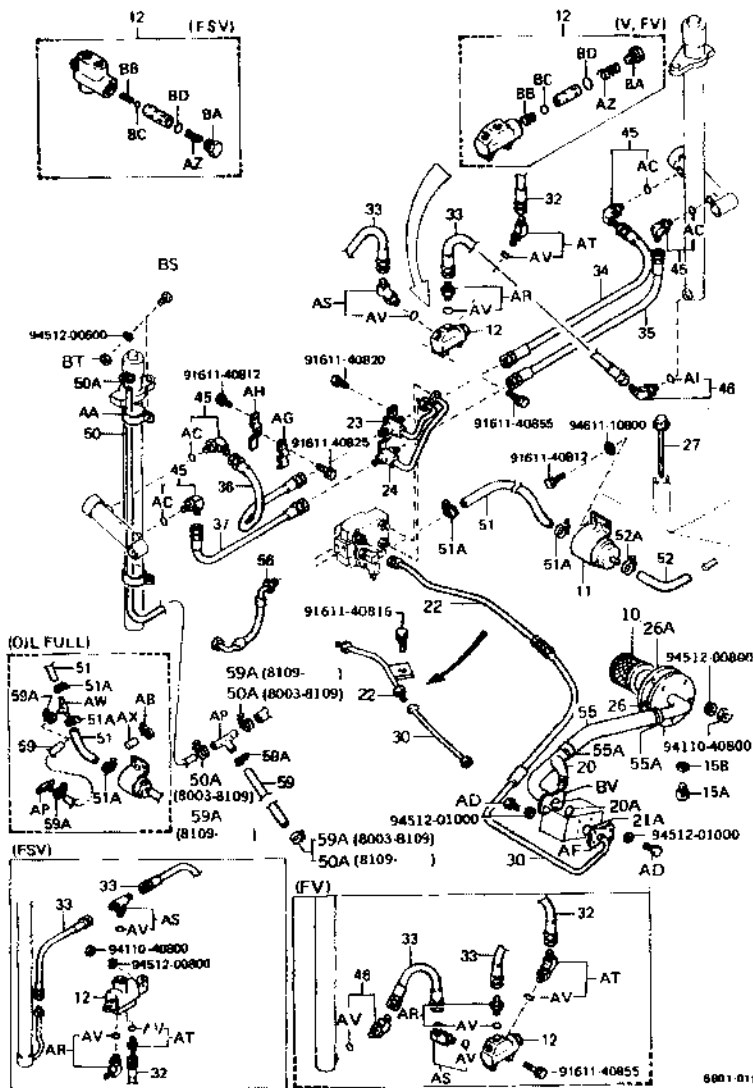 12
(FSV)
BB
BC
BD
BA
AZ
12
(V, FV)
BD
BC
BB
BA
AZ
45
AC
33
33
32
AT
AV
AC
45
BS
AS
AV
AR
AV
12
34
35
94512-00600
BT
50A
AA
50
91611-40812
AH
45
AG
AC
91611-40820
23
91611-40825
24
91611-40855
AI
46
94611-10800
91611-40812
27
45
AC
36
37
51
51A
51A
52A
52
11
56
22
91611-40816
10
26A
94512-00800
(OIL FULL)
51
51A
59A
AW
AB
AX
51A
51
59
51A
AP
59A
59A (8109-      )
50A (8003-8109)
22
AP
30
59A
50A
(8003-8109)
59A
(8109-      )
59
59A (8003-8109)
50A (8109-      )
26
55
55A
20
55A
94110-40800
15B
15A
BV
AD
20A
21A
94512-01000
94512-01000
AF
30
AD
(FSV)
33
33
AS
AV
94110-40800
94512-00800
12
AV
AV
AR
AT
32
(FV)
32
33
33
46
AV
AT
AR
AV
AV
12
AS
AV
91611-40855